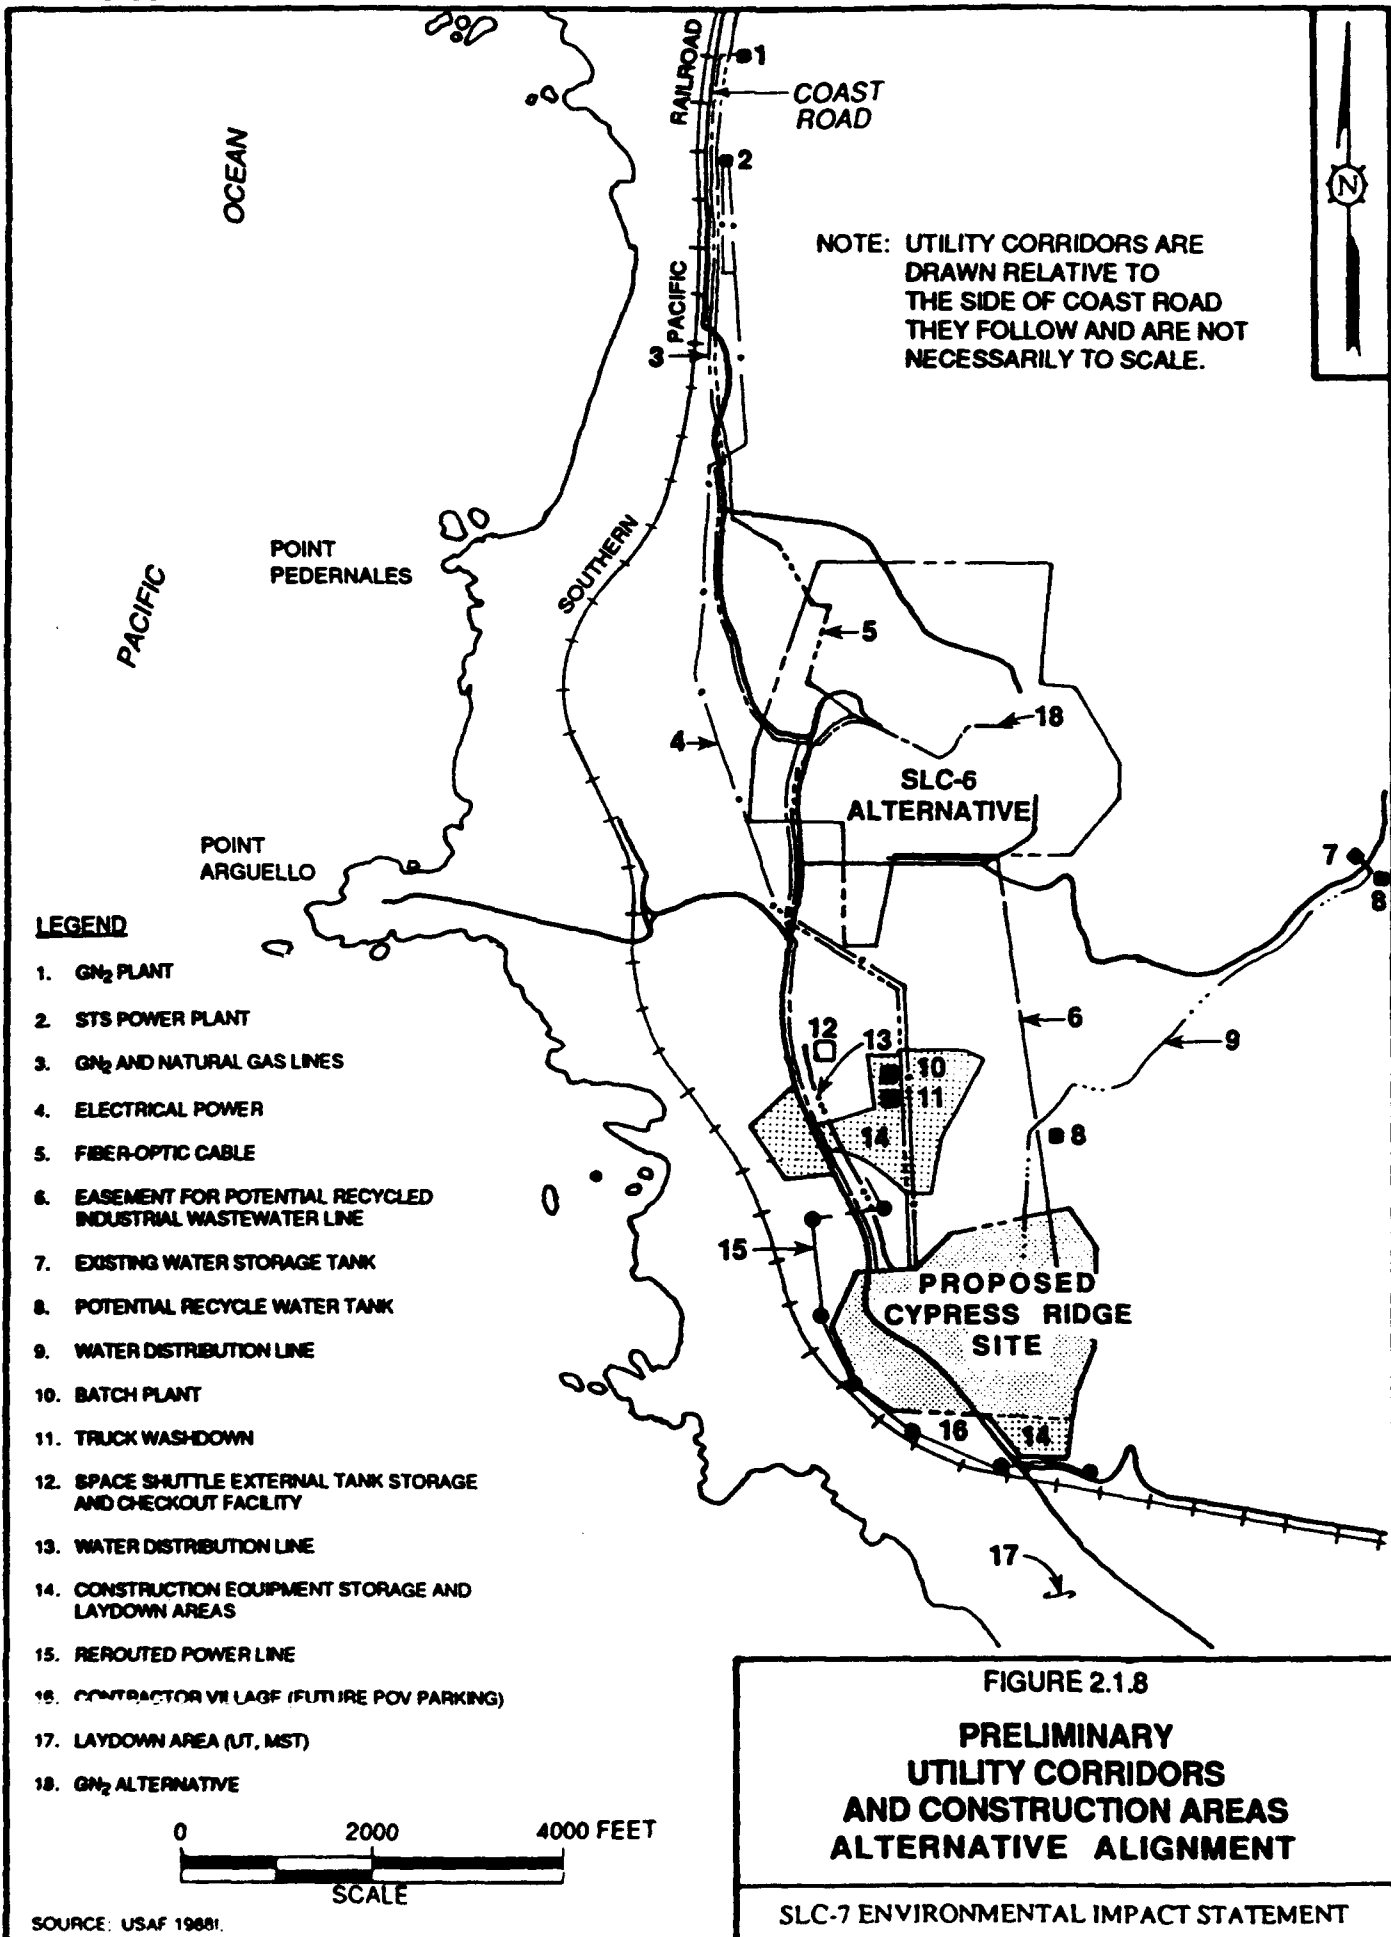 1
COAST
ROAD
RAILROAD
2
OCEAN
N
NOTE: UTILITY CORRIDORS ARE
DRAWN RELATIVE TO
THE SIDE OF COAST ROAD
THEY FOLLOW AND ARE NOT
NECESSARILY TO SCALE.
PACIFIC
3
SOUTHERN
POINT
PEDERNALES
PACIFIC
5
18
4
SLC-6
ALTERNATIVE
POINT
ARGUELLO
7
8
6
9
12
13
10
11
14
8
15
PROPOSED
CYPRESS RIDGE
SITE
16
14
17
LEGEND
1. GN₂ PLANT
2. STS POWER PLANT
3. GN₂ AND NATURAL GAS LINES
4. ELECTRICAL POWER
5. FIBER-OPTIC CABLE
6. EASEMENT FOR POTENTIAL RECYCLED
INDUSTRIAL WASTEWATER LINE
7. EXISTING WATER STORAGE TANK
8. POTENTIAL RECYCLE WATER TANK
9. WATER DISTRIBUTION LINE
10. BATCH PLANT
11. TRUCK WASHDOWN
12. SPACE SHUTTLE EXTERNAL TANK STORAGE
AND CHECKOUT FACILITY
13. WATER DISTRIBUTION LINE
14. CONSTRUCTION EQUIPMENT STORAGE AND
LAYDOWN AREAS
15. REROUTED POWER LINE
16. CONTRACTOR VILLAGE (FUTURE POV PARKING)
17. LAYDOWN AREA (UT, MST)
18. GN₂ ALTERNATIVE
0 2000 4000 FEET
SCALE
SOURCE: USAF
FIGURE 2.1.8
PRELIMINARY
UTILITY CORRIDORS
AND CONSTRUCTION AREAS
ALTERNATIVE ALIGNMENT
SLC-7 ENVIRONMENTAL IMPACT STATEMENT